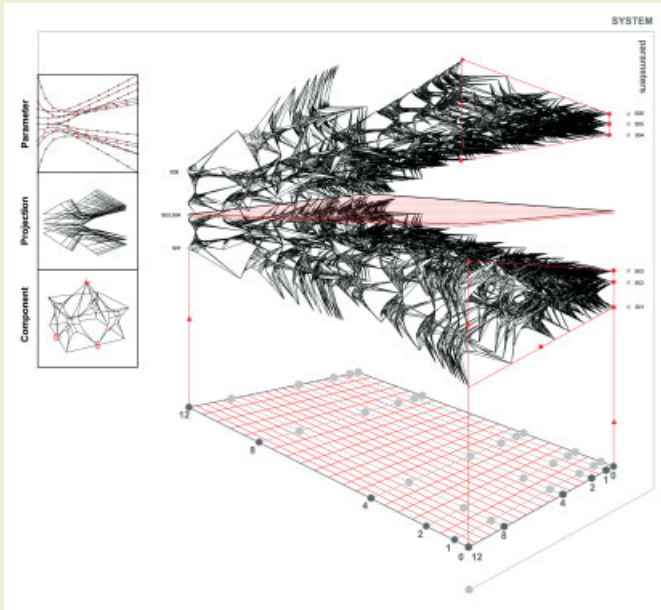 SYSTEM
parameters
Parameter
Projection
Component
S06
S05
S04
S06
S03,S04
S01
S03
S02
S01
12
8
4
2
1
0
12
8
4
2
1
0